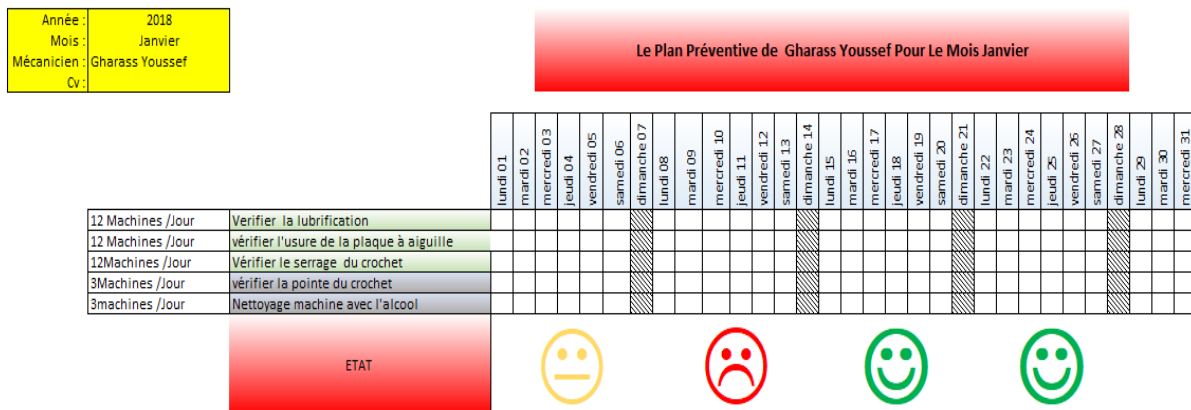 Année : 2018
Mois : Janvier
Mécanicien : Gharass Youssef
Cv :
Le Plan Préventive de Gharass Youssef Pour Le Mois Janvier
lundi 01 mardi 02 mercredi 03 jeudi 04 vendredi 05 samedi 06 dimanche 07 lundi 08 mardi 09 mercredi 10 jeudi 11 vendredi 12 samedi 13 dimanche 14 lundi 15 mardi 16 mercredi 17 jeudi 18 vendredi 19 samedi 20 dimanche 21 lundi 22 mardi 23 mercredi 24 jeudi 25 vendredi 26 samedi 27 dimanche 28 lundi 29 mardi 30 mercredi 31
12 Machines /Jour Verifier la lubrification
12 Machines /Jour vérifier l'usure de la plaque à aiguille
12Machines /Jour Vérifier le serrage du crochet
3Machines /Jour vérifier la pointe du crochet
3machines /Jour Nettoyage machine avec l'alcool
ETAT